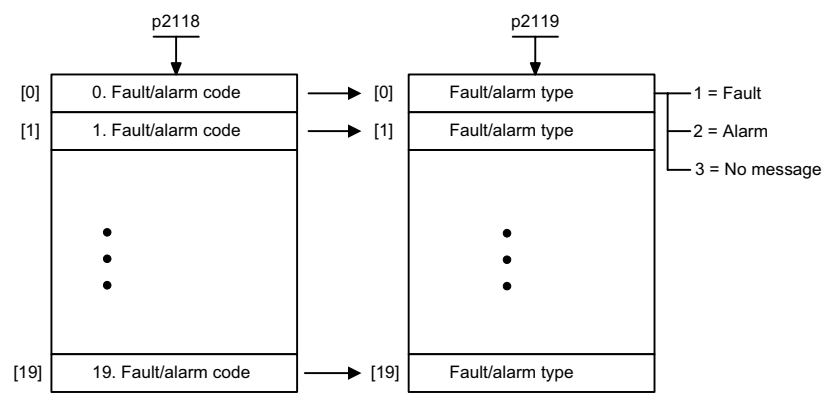 p2118 p2119
[0] 0. Fault/alarm code [0] Fault/alarm type 1 = Fault
[1] 1. Fault/alarm code [1] Fault/alarm type 2 = Alarm
3 = No message
[19] 19. Fault/alarm code [19] Fault/alarm type